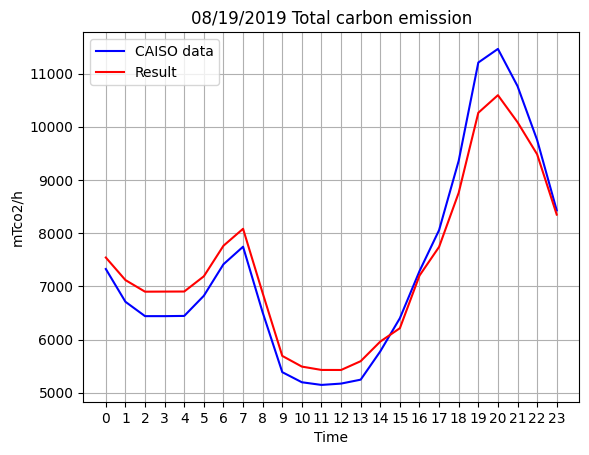 08/19/2019 Total carbon emission
CAISO data
Result
mTco2/h
11000
10000
9000
8000
7000
6000
5000
0 1 2 3 4 5 6 7 8 9 10 11 12 13 14 15 16 17 18 19 20 21 22 23
Time